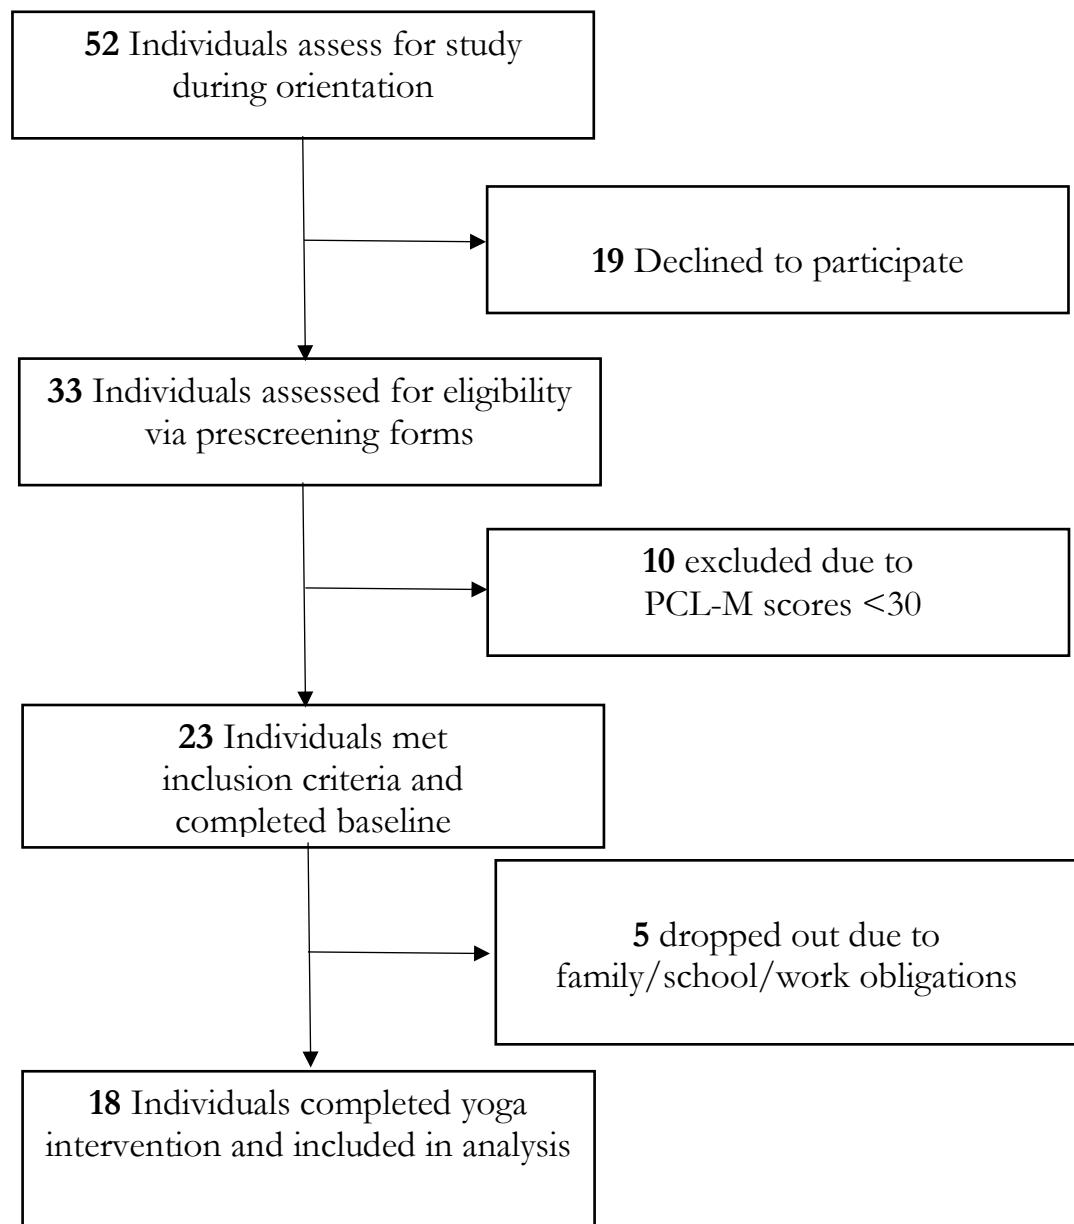 52 Individuals assess for study
during orientation
19 Declined to participate
33 Individuals assessed for eligibility
via prescreening forms
10 excluded due to
PCL-M scores <30
23 Individuals met
inclusion criteria and
completed baseline
5 dropped out due to
family/school/work obligations
18 Individuals completed yoga
intervention and included in analysis